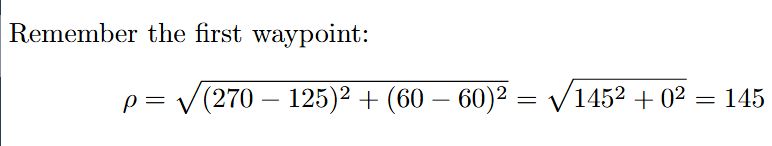 Remember the first waypoint:
ρ = √(270 − 125)² + (60 − 60)² = √145² + 0² = 145